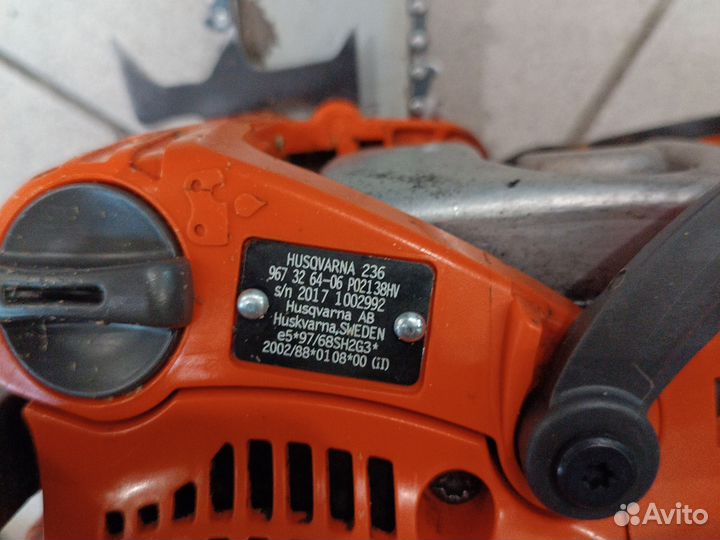 HUSQVARNA 236
967 32 64-06 P02138HV
s/n 2017 1002992
Husqvarna AB
Huskvarna, SWEDEN
e5*97/68SH2G3*
2002/88*0108*00 (il)
Avito